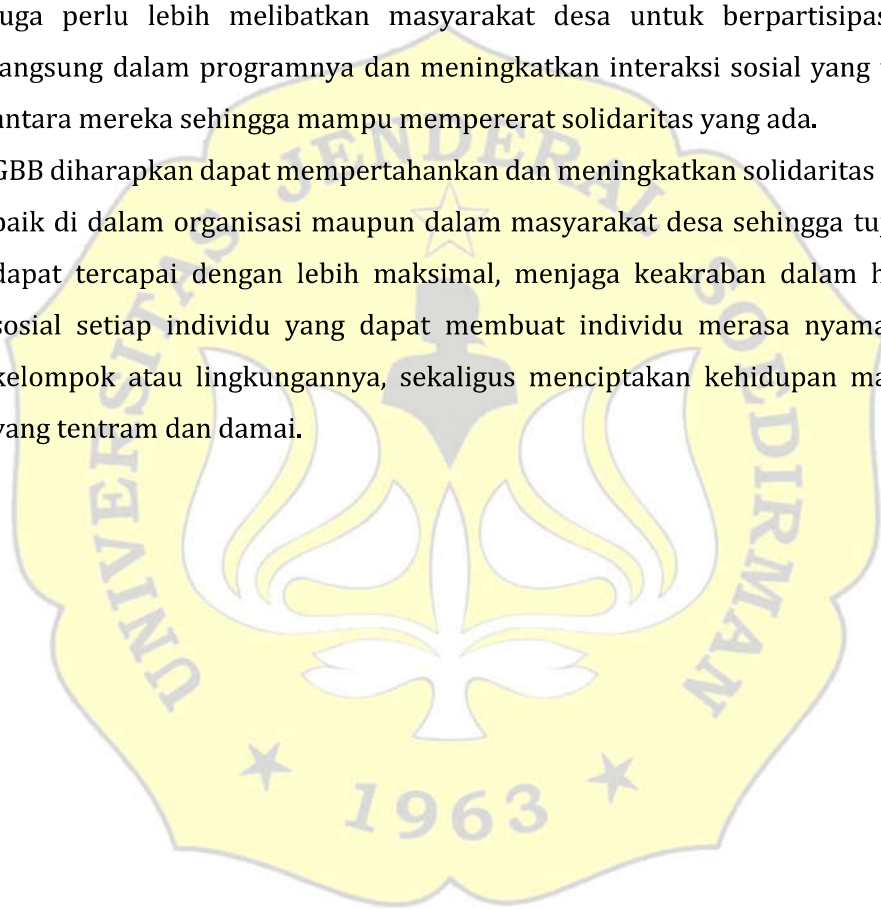 uga perlu lebih melibatkan masyarakat desa untuk berpartisipas
angsung dalam programnya dan meningkatkan interaksi sosial yang
antara mereka sehingga mampu mempererat solidaritas yang ada.
GBB diharapkan dapat mempertahankan dan meningkatkan solidaritas
baik di dalam organisasi maupun dalam masyarakat desa sehingga tuj
dapat tercapai dengan lebih maksimal, menjaga keakraban dalam h
sosial setiap individu yang dapat membuat individu merasa nyama
kelompok atau lingkungannya, sekaligus menciptakan kehidupan ma
yang tentram dan damai.
UNIVERSITAS JENDERAL SOEDIRMAN
1963